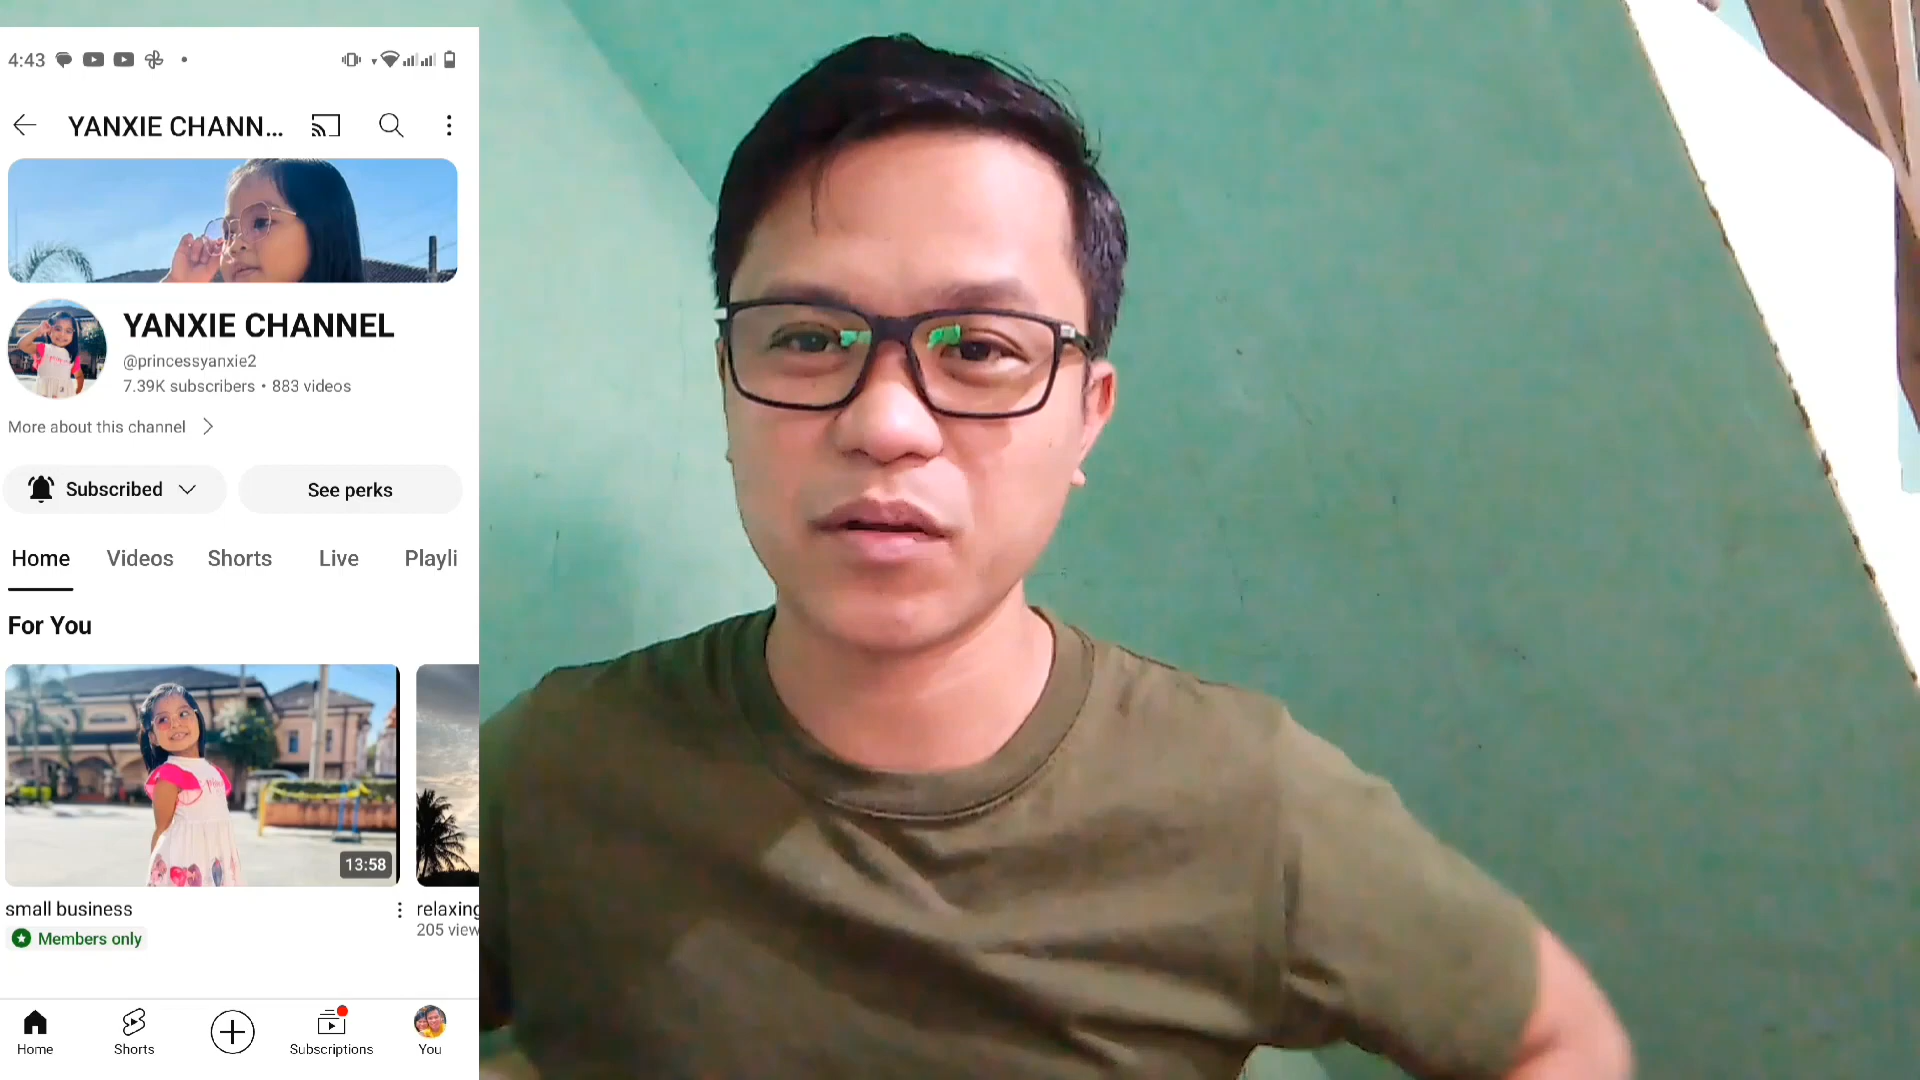 4:43
YANXIE CHANN...
YANXIE CHANNEL
@princessyanxie2
7.39K subscribers • 883 videos
More about this channel
Subscribed
See perks
Home Videos Shorts Live Playli
For You
13:58
small business
Members only
relaxing
205 view
Home Shorts Subscriptions You